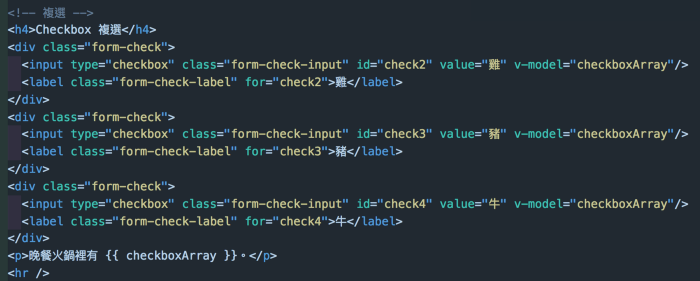 <!-- 複選 -->
<h4>Checkbox 複選</h4>
<div class="form-check">
  <input type="checkbox" class="form-check-input" id="check2" value="雞" v-model="checkboxArray"/>
  <label class="form-check-label" for="check2">雞</label>
</div>
<div class="form-check">
  <input type="checkbox" class="form-check-input" id="check3" value="豬" v-model="checkboxArray"/>
  <label class="form-check-label" for="check3">豬</label>
</div>
<div class="form-check">
  <input type="checkbox" class="form-check-input" id="check4" value="牛" v-model="checkboxArray"/>
  <label class="form-check-label" for="check4">牛</label>
</div>
<p>晚餐火鍋裡有 {{ checkboxArray }}。</p>
<hr />